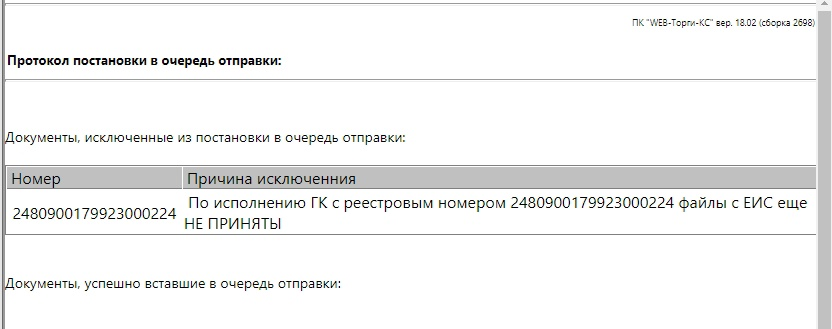 ПК "WEB-Торги-КС" вер. 18.02 (сборка 2698)
Протокол постановки в очередь отправки:
Документы, исключенные из постановки в очередь отправки:
Номер Причина исключенния
2480900179923000224 По исполнению ГК с реестровым номером 2480900179923000224 файлы с ЕИС еще
НЕ ПРИНЯТЫ
Документы, успешно вставшие в очередь отправки: